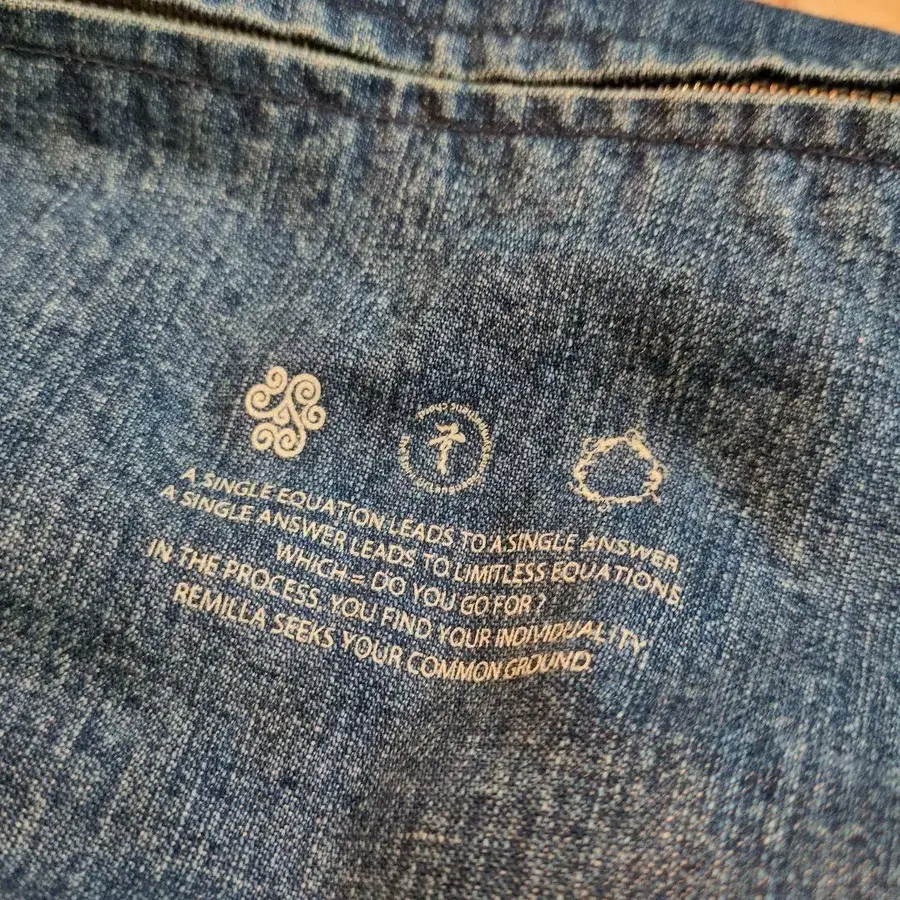 A SINGLE EQUATION LEADS TO A SINGLE ANSWER.
A SINGLE ANSWER LEADS TO LIMITLESS EQUATIONS.
WHICH = DO YOU GO FOR?
IN THE PROCESS, YOU FIND YOUR INDIVIDUALITY,
REMILLA SEEKS YOUR COMMON GROUND.